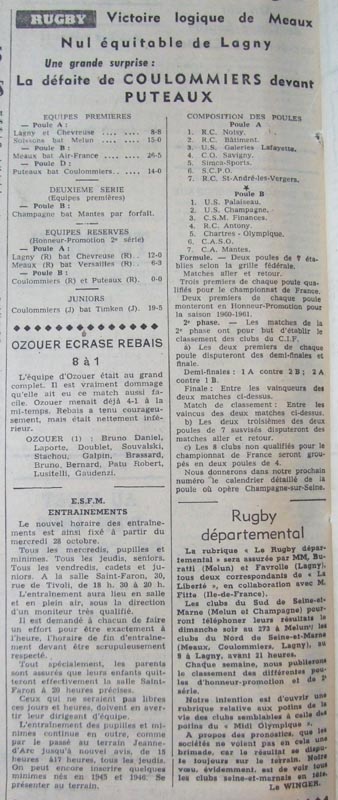 RUGBY Victoire logique de Meaux
Nul équitable de Lagny
Une grande surprise :
La défaite de COULOMMIERS devant
PUTEAUX
EQUIPES PREMIERES
— Poule A :
Lagny et Chevreuse .... .... 8-8
Soissons bat Melun .... .... 15-0
— Poule B :
Meaux bat Air-France .... 26-5
— Poule D :
Puteaux bat Coulommiers.. 14-0
DEUXIEME SERIE
(Equipes premières)
— Poule B :
Champagne bat Mantes par forfait.
EQUIPES RESERVES
(Honneur-Promotion 2e série)
— Poule A :
Lagny (R) bat Chevreuse (R).. 12-0
Meaux (R) bat Versailles (R).. 6-3
— Poule B :
Coulommiers (R) et Puteaux (R). 0-0
JUNIORS
Coulommiers (J) bat Timken (J). 19-5
OZOUER ECRASE REBAIS
8 à 1
L'équipe d'Ozouer était au grand
complet. Il est vraiment dommage
qu'elle ait eu ce match aussi
facile. Ozouer menait déjà 4-1 à la
mi-temps. Rebais a tenu courageu-
sement, mais était nettement infé-
rieur.
OZOUER (1) : Bruno Daniel,
Laporte, Doublet, Souvalski,
Stachou, Galpin, Brassard,
Bruno, Bernard, Patu Robert,
Lusitelli, Gaudenzi.
E.S.F.M.
ENTRAINEMENTS
Le nouvel horaire des entraîne-
ments est ainsi fixé à partir du
mercredi 28 octobre.
Tous les mercredis, pupilles et
minimes. Tous les jeudis, seniors.
Tous les vendredis, cadets et ju-
niors. A la salle Saint-Faron, 30,
rue de Tivoli, de 18 h. 30 à 20 h.
L'entraînement aura lieu en salle
et en plein air, sous la direction
d'un moniteur très qualifié.
Il est demandé à chacun de faire
un effort pour être exactement à
l'heure, l'horaire de fin d'entraîne-
ment devant être scrupuleusement
respecté.
Tout spécialement, les parents
sont assurés que leurs enfants quit-
teront effectivement la salle Saint-
Faron à 20 heures précises.
Ceux qui ne seraient pas libres
ces jours et heures, doivent en aver-
tir leur dirigeant d'équipe.
L'entraînement des pupilles et mi-
nimes continue en outre, comme
par le passé au terrain Jeanne-
d'Arc jusqu'à nouvel avis, de 15
heures à 17 heures, tous les jeudis.
On peut encore inscrire quelques
minimes nés en 1945 et 1946. Se
présenter au terrain.
COMPOSITION DES POULES
Poule A
1. R.C. Noisy.
2. R.C. Bâtiment.
3. U.S. Galeries-Lafayette.
4. C.O. Savigny.
5. Simca-Sports.
6. S.C.P.O.
7. R.C. St-André-les-Vergers.
Poule B
1. U.S. Palaiseau.
2. U.S. Champagne.
3. C.S.M. Finances.
4. R.C. Antony.
5. Chartres - Olympique.
6. C.A.S.O.
7. C.A. Mantes.
Formule. — Deux poules de 7 éta-
blies selon la grille fédérale.
Matches aller et retour.
Trois premiers de chaque poule qua-
lifiés pour le championnat de France.
Deux premiers de chaque poule
monteront en Honneur-Promotion pour
la saison 1960-1961.
2e phase. — Les matches de la
2e phase ont pour but d'établir le
classement des clubs du C.I.F.
a) Les deux premiers de chaque
poule disputeront des demi-finales et
finale.
Demi-finales : 1 A contre 2 B ; 2 A
contre 1 B.
Finale : Entre les vainqueurs des
deux matches ci-dessus.
Match de classement : Entre les
vaincus des deux matches ci-dessus.
b) Les deux troisièmes des deux
poules de 7 susvisés disputeront des
matches aller et retour.
c) Les 8 clubs non qualifiés pour le
championnat de France seront grou-
pés en deux poules de 4.
Nous donnerons dans notre prochain
numéro le calendrier détaillé de la
poule où opère Champagne-sur-Seine.
Rugby
départemental
La rubrique « Le Rugby dépar-
temental » sera assurée par MM. Bu-
ratti (Melun) et Favrolle (Lagny),
tous deux correspondants de « La
Liberté », en collaboration avec M.
Fitte (Ile-de-France).
Les clubs du Sud de Seine-et-
Marne (Melun et Champagne) pour-
ront téléphoner leurs résultats le
dimanche soir au 273 à Melun; les
clubs du Nord de Seine-et-Marne
(Meaux, Coulommiers, Lagny), au
8 à Lagny, avant 21 heures.
Chaque semaine, nous publierons
le classement des différentes pou-
les d'honneur-promotion et de 2e
série.
Notre intention est d'ouvrir une
rubrique relative aux potins de la
vie des clubs semblables à celle des
potins du « Midi Olympique ».
A propos des pronostics, que les
sociétés ne voient pas en cela une
brimade, car le résultat se dispu-
te toujours sur le terrain. Notre
vœu, évidemment, est de voir tous
les clubs seine-et-marnais en tête.
Le WINGER.